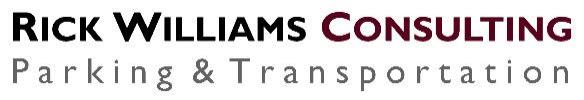 RICK WILLIAMS CONSULTING
Parking & Transportation